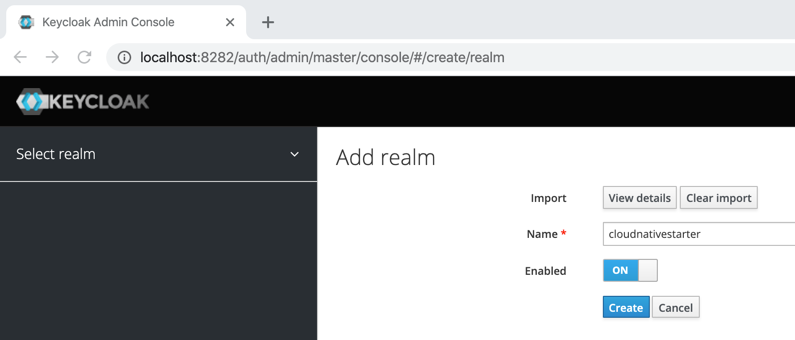 Keycloak Admin Console
localhost:8282/auth/admin/master/console/#/create/realm
KEYCLOAK
Select realm
Add realm
Import View details Clear import
Name * cloudnativestarter
Enabled ON
Create Cancel